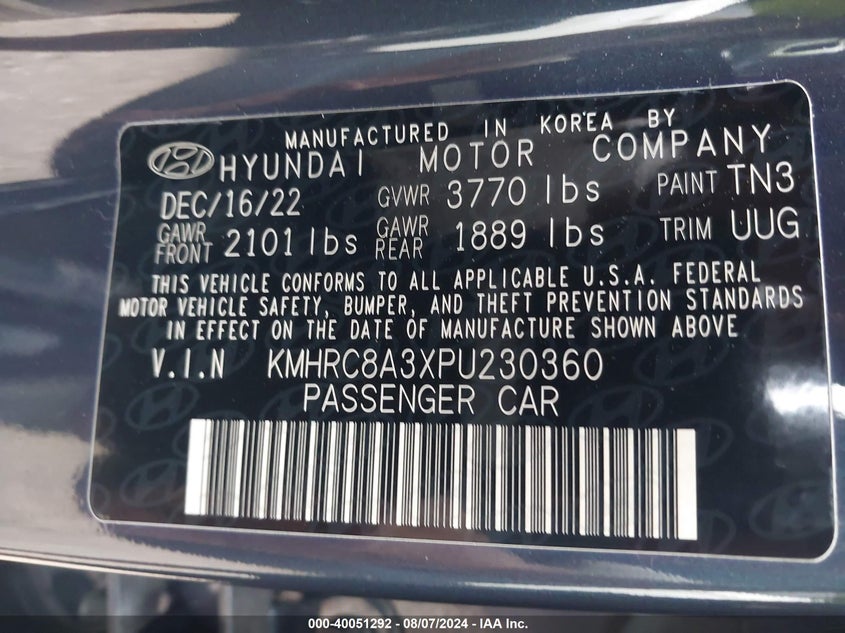 MANUFACTURED IN KOREA BY
HYUNDAI MOTOR COMPANY
DEC/16/22 GVWR 3770 lbs PAINT TN3
GAWR FRONT 2101 lbs GAWR REAR 1889 lbs TRIM UUG
THIS VEHICLE CONFORMS TO ALL APPLICABLE U.S.A. FEDERAL
MOTOR VEHICLE SAFETY, BUMPER, AND THEFT PREVENTION STANDARDS
IN EFFECT ON THE DATE OF MANUFACTURE SHOWN ABOVE
V.I.N KMHRC8A3XPU230360
PASSENGER CAR
000-40051292 - 08/07/2024 - IAA Inc.